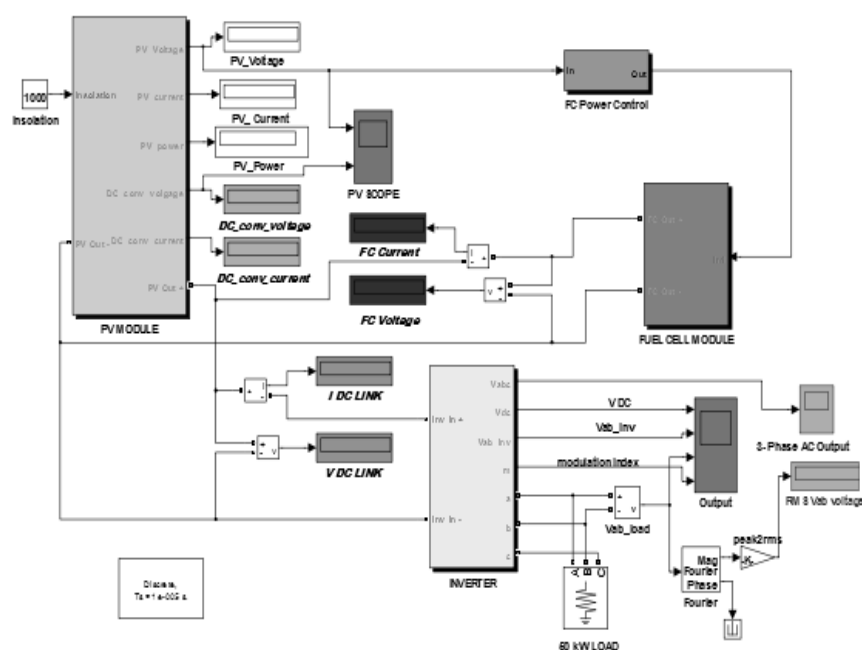 PV Voltage
PV_Voltage
Insolation
1000
Insolation
PV current
PV_ Current
PV power
PV_Power
DC conv volgage
DC_conv_voltage
PV Out-
DC conv current
DC_conv_current
PV Out +
PV MODULE
PV SCOPE
In
Out
FC Power Control
FC Current
FC Voltage
FC Out +
FC Out -
FUEL CELL MODULE
I DC LINK
V DC LINK
Inv In +
Inv In -
Vabc
Vdc
Vab Inv
m
a
b
c
INVERTER
V DC
Vab_Inv
modulation index
Output
3-Phase AC Output
RMS Vab voltage
Vab_load
peak2rms
-K-
Mag
Fourier
Phase
Fourier
A B C
50 kW LOAD
Discrete,
Ts = 1e-005 s.